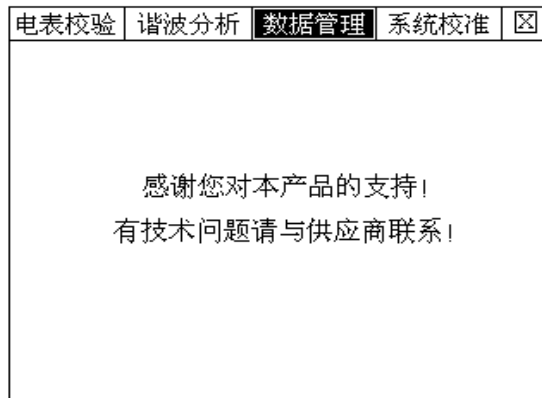 电表校验 谐波分析 数据管理 系统校准
感谢您对本产品的支持!
有技术问题请与供应商联系!